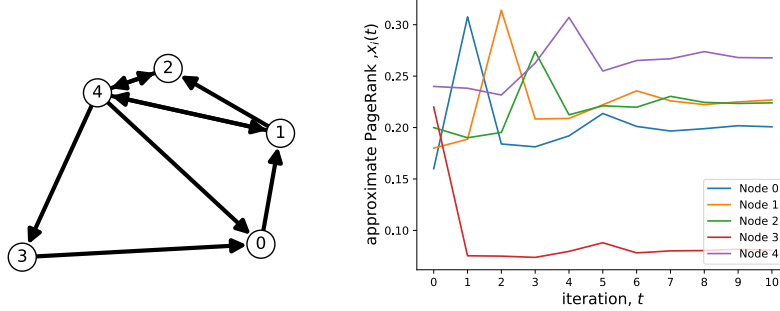 2
4
1
0
3
approximate PageRank ,x_i(t)
0.30
0.25
0.20
0.15
0.10
Node 0
Node 1
Node 2
Node 3
Node 4
0 1 2 3 4 5 6 7 8 9 10
iteration, t